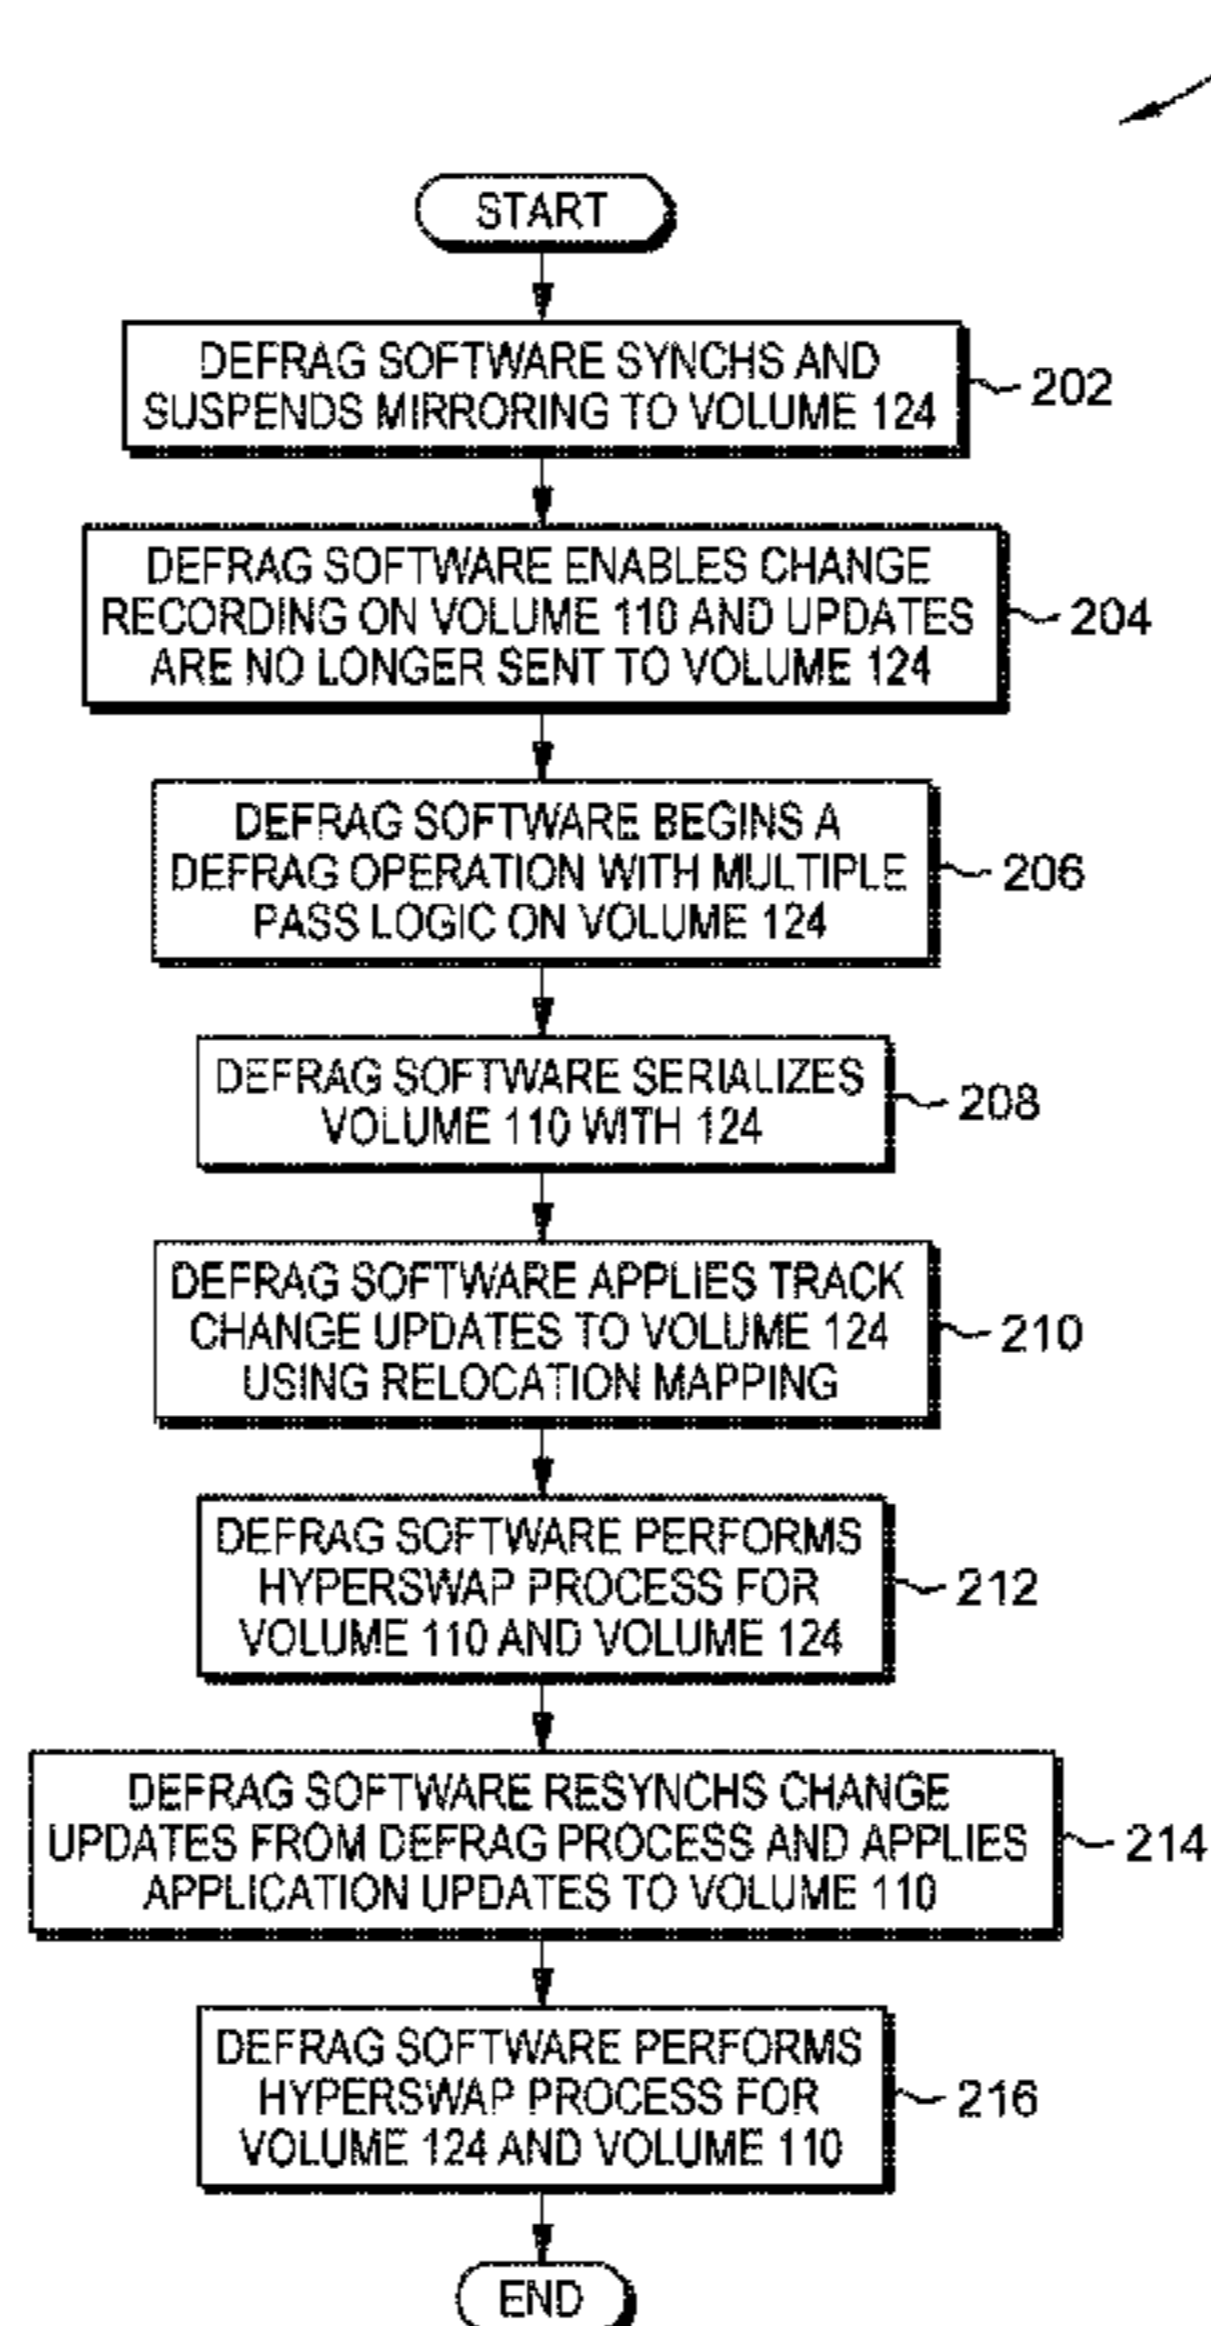 START
DEFRAG SOFTWARE SYNCHS AND
SUSPENDS MIRRORING TO VOLUME 124
202
DEFRAG SOFTWARE ENABLES CHANGE
RECORDING ON VOLUME 110 AND UPDATES
ARE NO LONGER SENT TO VOLUME 124
204
DEFRAG SOFTWARE BEGINS A
DEFRAG OPERATION WITH MULTIPLE
PASS LOGIC ON VOLUME 124
206
DEFRAG SOFTWARE SERIALIZES
VOLUME 110 WITH 124
208
DEFRAG SOFTWARE APPLIES TRACK
CHANGE UPDATES TO VOLUME 124
USING RELOCATION MAPPING
210
DEFRAG SOFTWARE PERFORMS
HYPERSWAP PROCESS FOR
VOLUME 110 AND VOLUME 124
212
DEFRAG SOFTWARE RESYNCHS CHANGE
UPDATES FROM DEFRAG PROCESS AND APPLIES
APPLICATION UPDATES TO VOLUME 110
214
DEFRAG SOFTWARE PERFORMS
HYPERSWAP PROCESS FOR
VOLUME 124 AND VOLUME 110
216
END